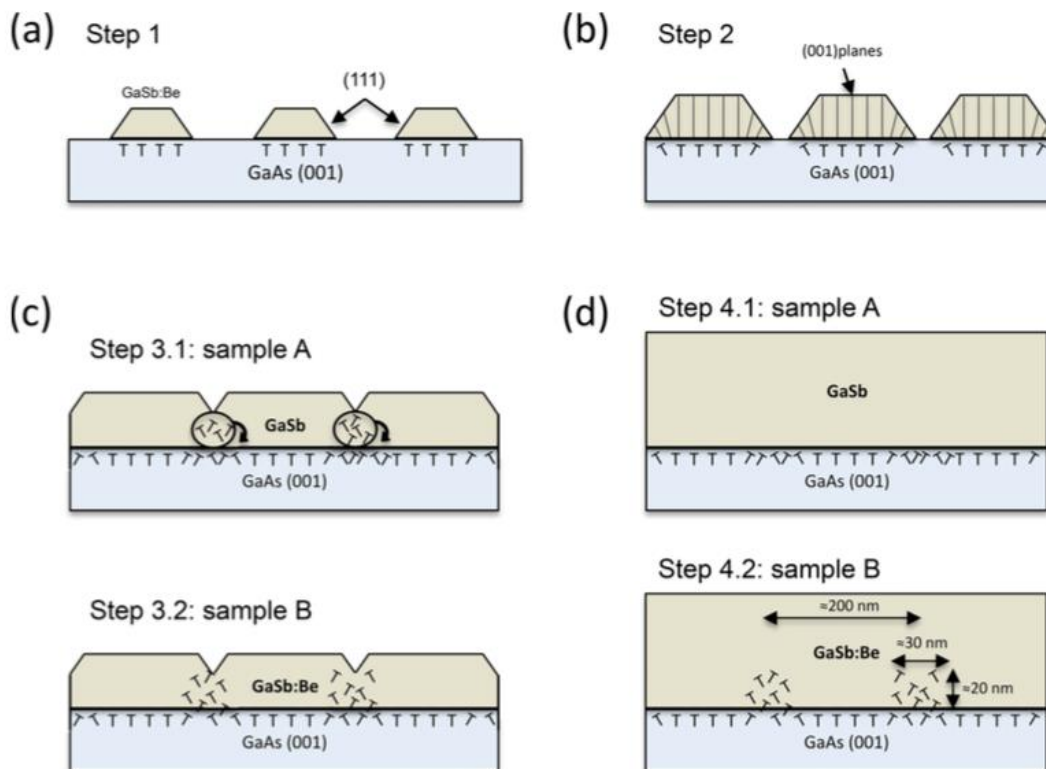 (a) Step 1
GaSb:Be
(111)
GaAs (001)
(b) Step 2
(001)planes
GaAs (001)
(c)
Step 3.1: sample A
GaSb
GaAs (001)
Step 3.2: sample B
GaSb:Be
GaAs (001)
(d)
Step 4.1: sample A
GaSb
GaAs (001)
Step 4.2: sample B
≈200 nm
GaSb:Be
≈30 nm
≈20 nm
GaAs (001)